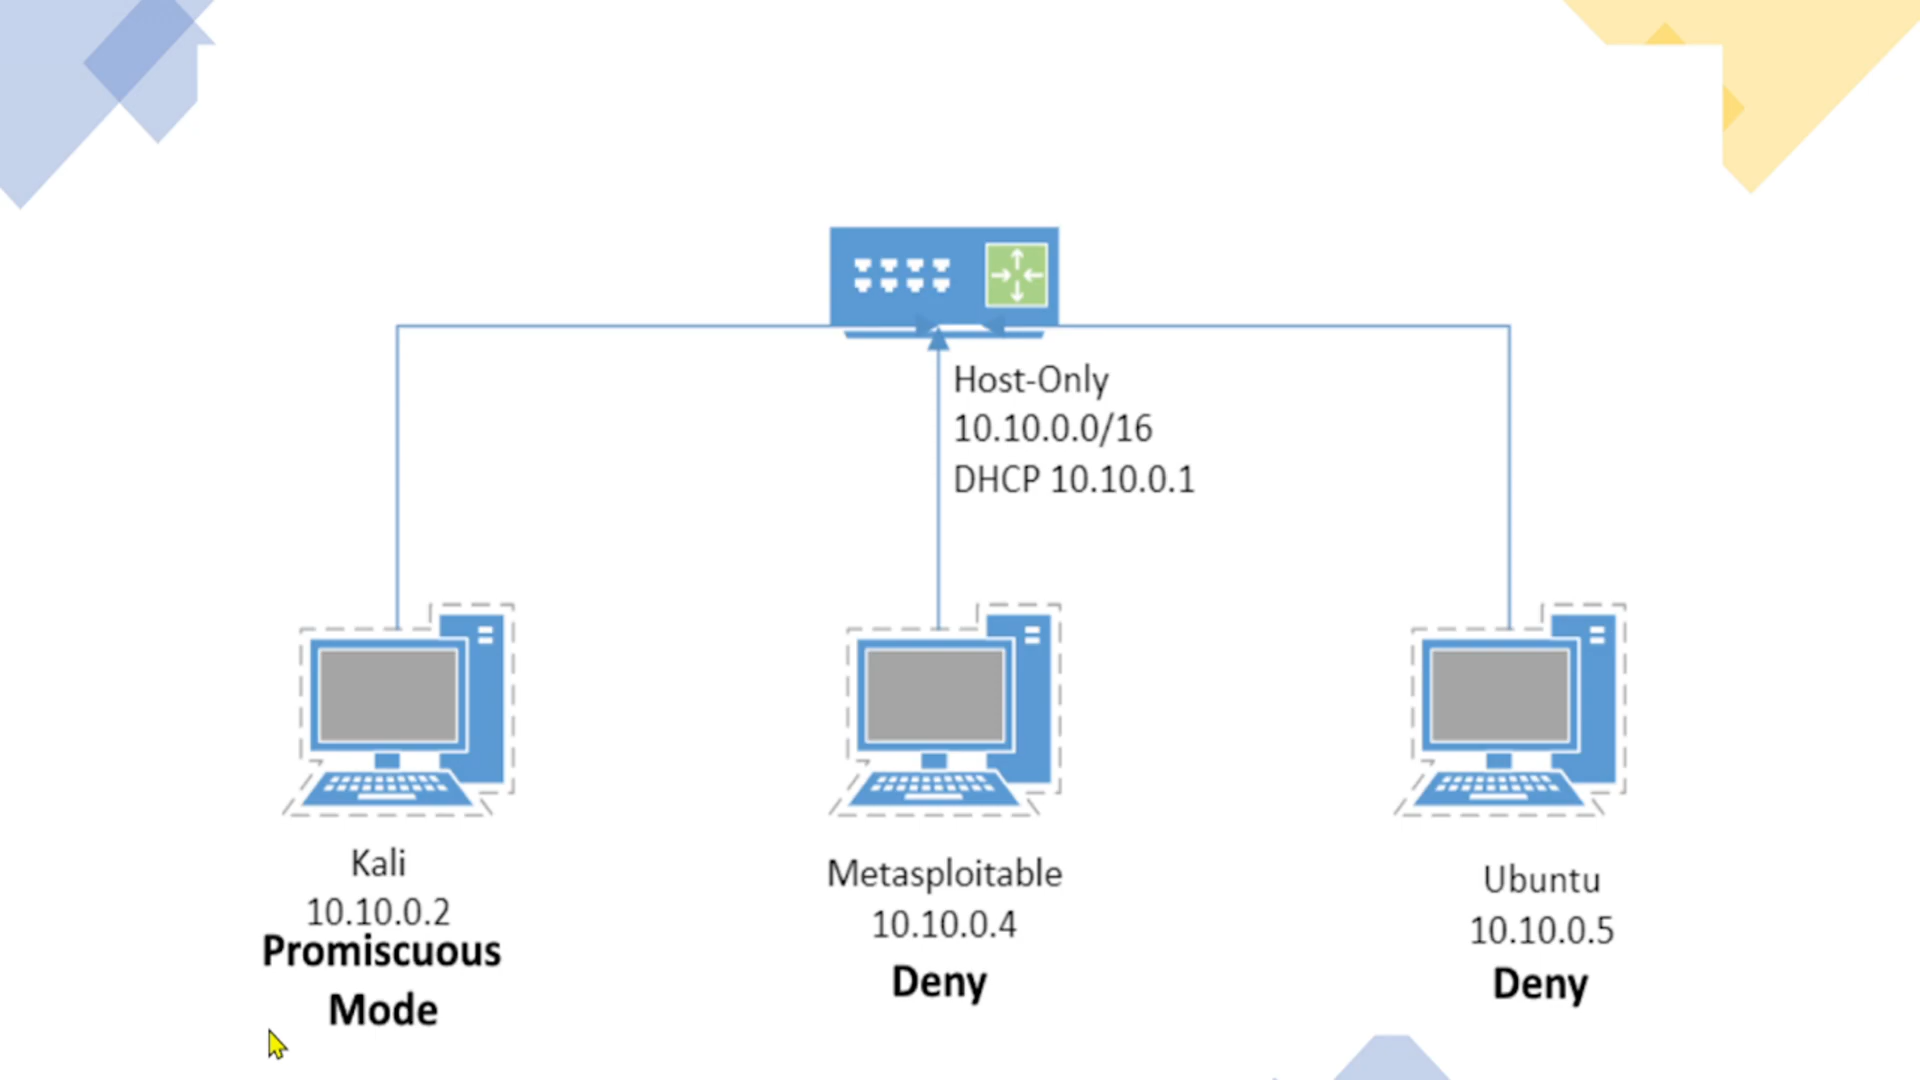 Host-Only
10.10.0.0/16
DHCP 10.10.0.1
Kali
10.10.0.2
Promiscuous
Mode
Metasploitable
10.10.0.4
Deny
Ubuntu
10.10.0.5
Deny